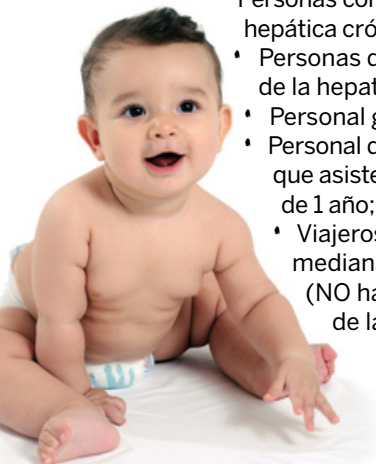 Personas con
hepática cró
• Personas c
de la hepat
• Personal g
• Personal d
que asiste
de 1 año;
• Viajeros
median
(NO ha
de la